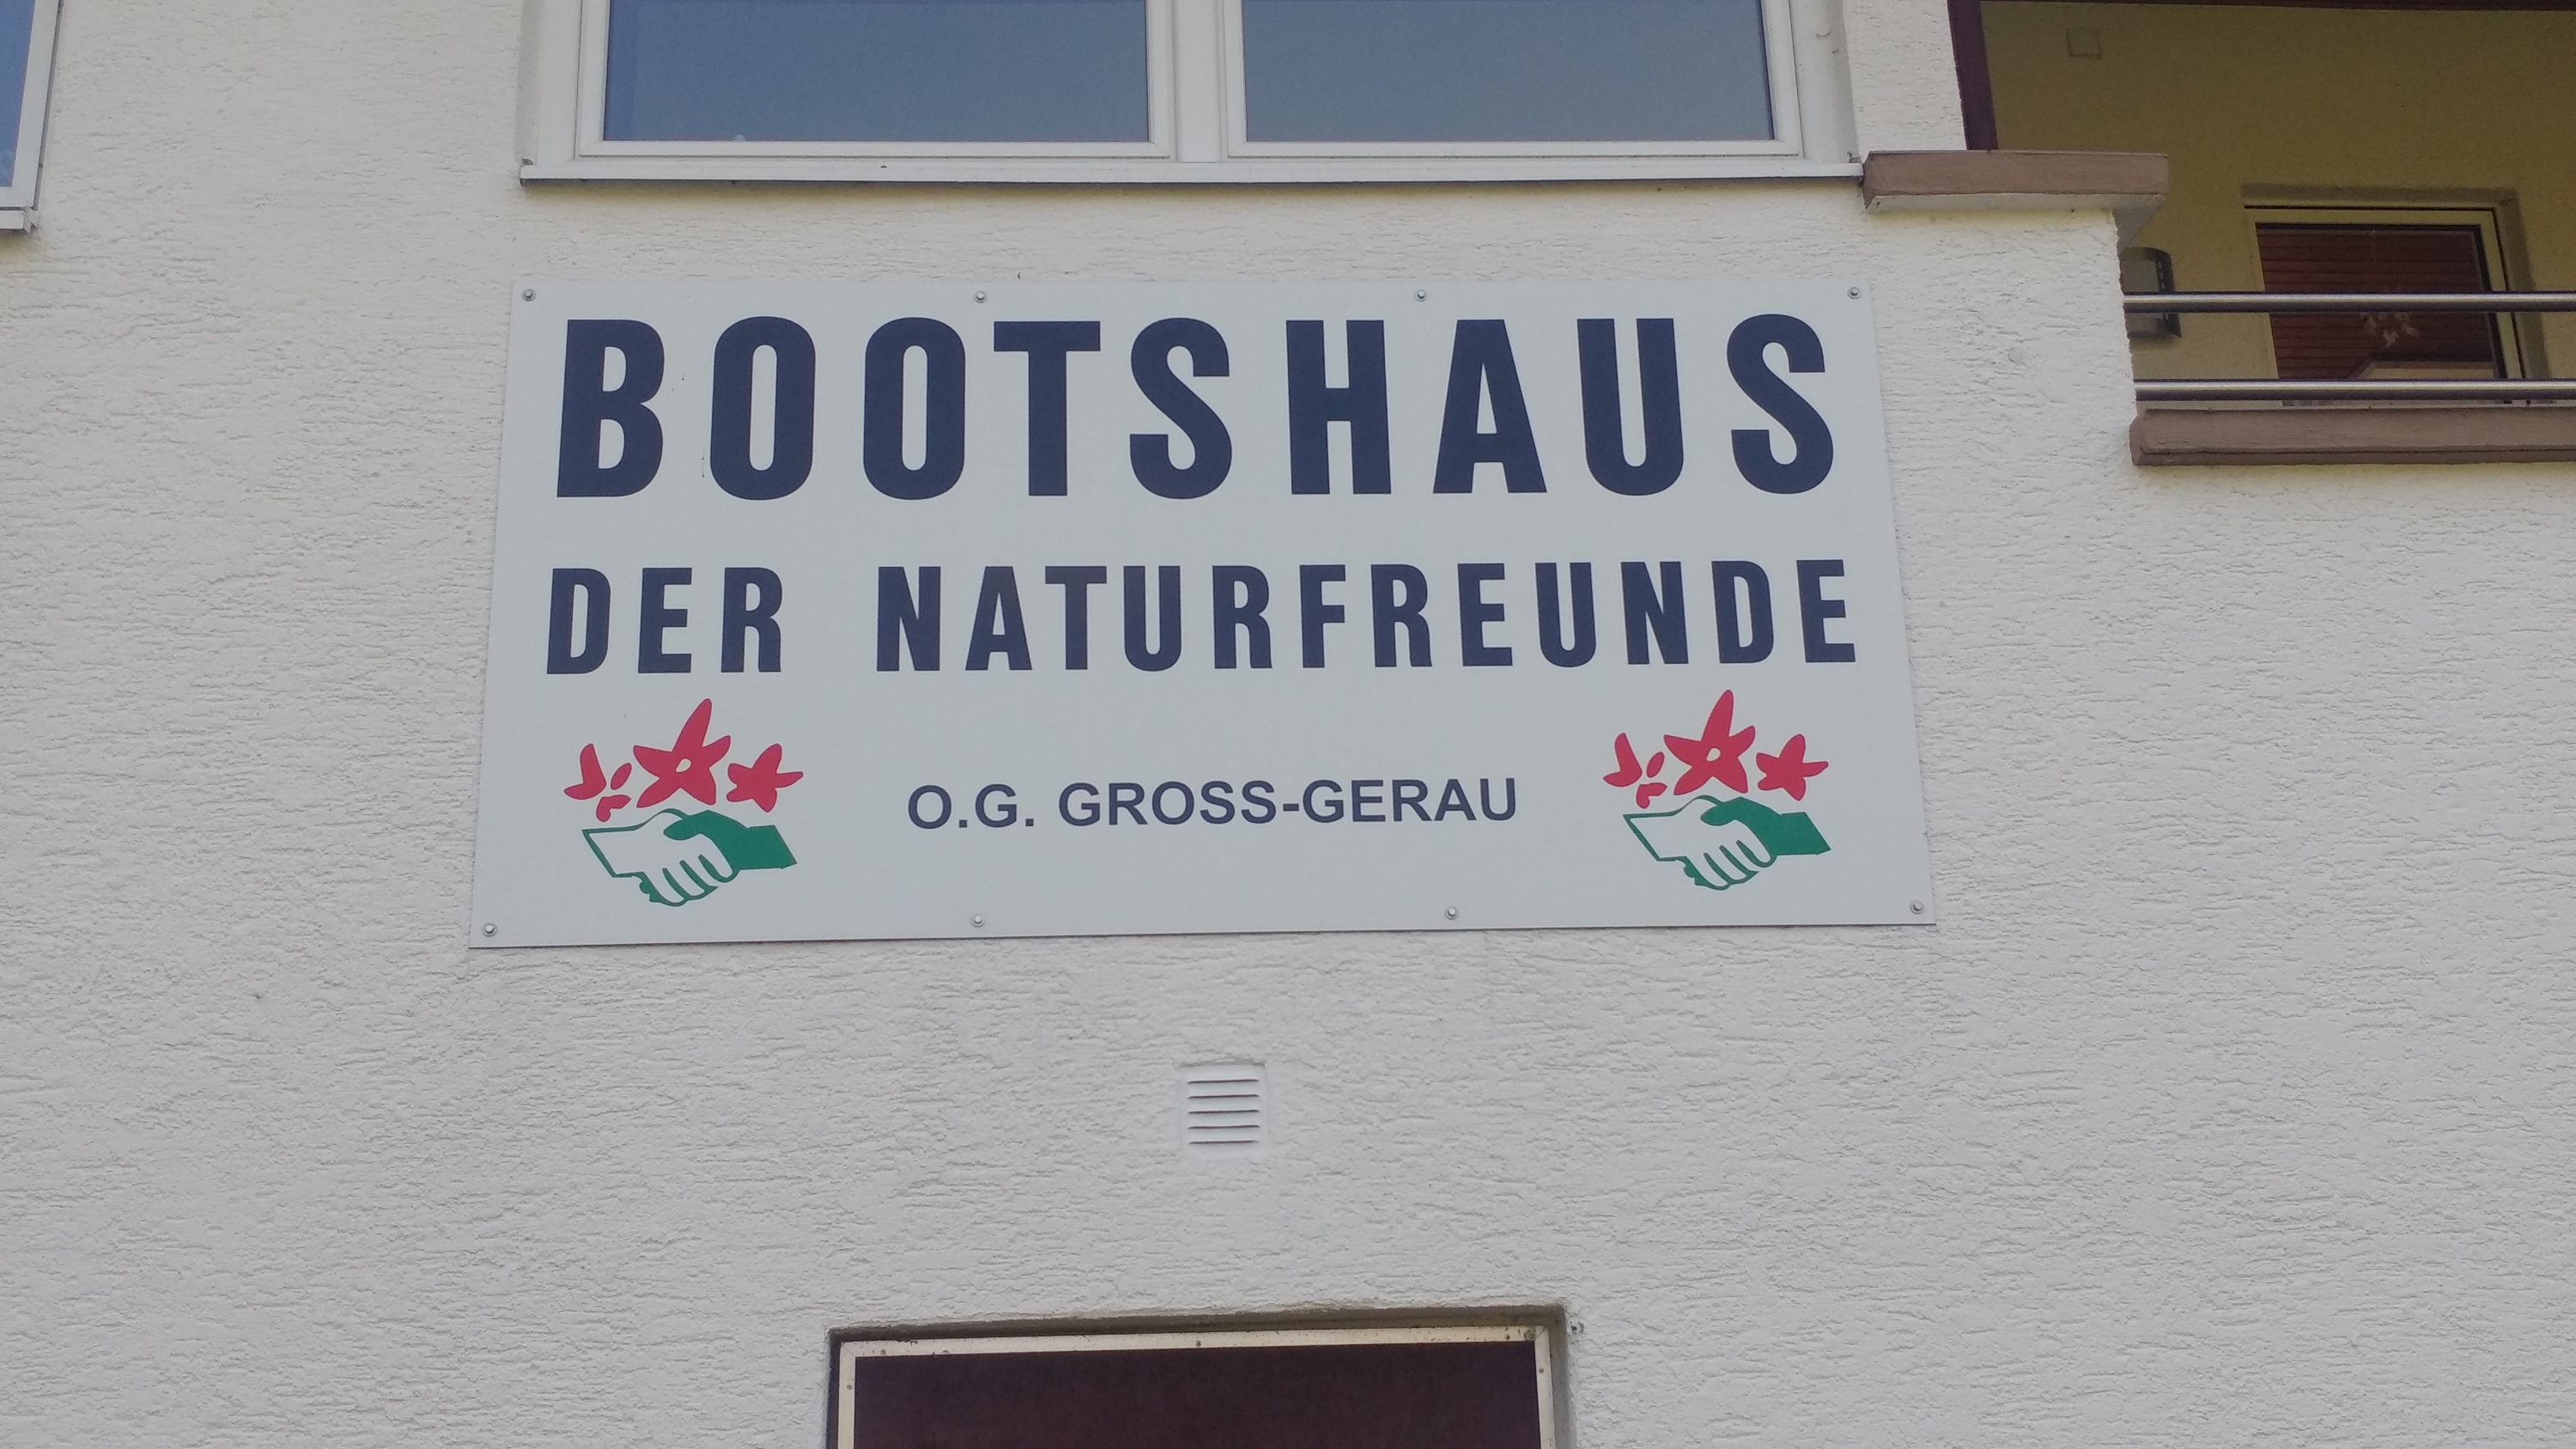 BOOTSHAUS
DER NATURFREUNDE
O.G. GROSS-GERAU